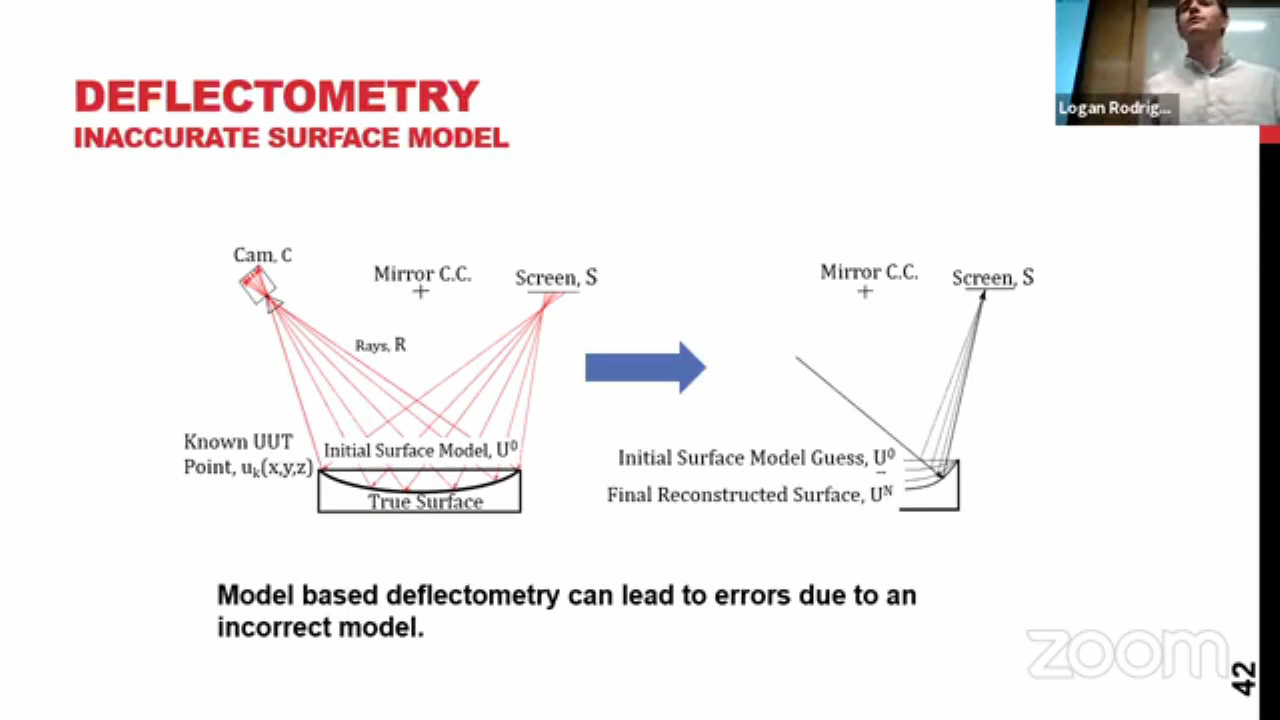 DEFLECTOMETRY
INACCURATE SURFACE MODEL
Logan Rodrig...
Cam, C
Mirror C.C.
Screen, S
Rays, R
Known UUT
Point, uk(x,y,z)
Initial Surface Model, U⁰
True Surface
Mirror C.C.
Screen, S
Initial Surface Model Guess, U⁰
Final Reconstructed Surface, Uᴺ
Model based deflectometry can lead to errors due to an
incorrect model.
zoom
42